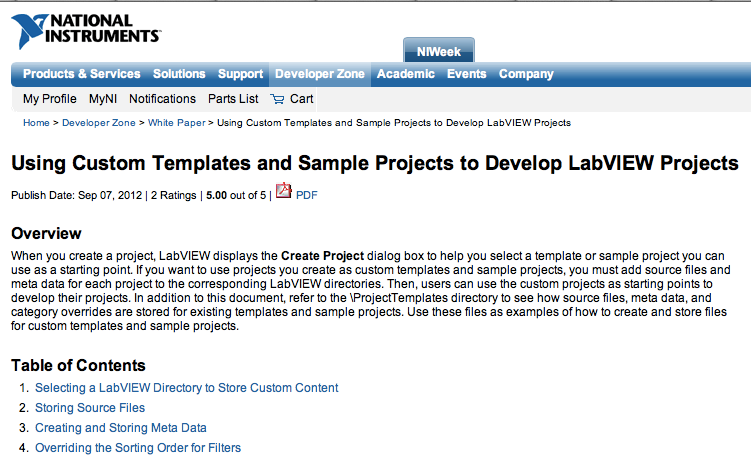 NATIONAL
INSTRUMENTS™
NIWeek
Products & Services Solutions Support Developer Zone Academic Events Company
My Profile MyNI Notifications Parts List Cart
Home > Developer Zone > White Paper > Using Custom Templates and Sample Projects to Develop LabVIEW Projects
Using Custom Templates and Sample Projects to Develop LabVIEW Projects
Publish Date: Sep 07, 2012 | 2 Ratings | 5.00 out of 5 | PDF
Overview
When you create a project, LabVIEW displays the Create Project dialog box to help you select a template or sample project you can
use as a starting point. If you want to use projects you create as custom templates and sample projects, you must add source files and
meta data for each project to the corresponding LabVIEW directories. Then, users can use the custom projects as starting points to
develop their projects. In addition to this document, refer to the \ProjectTemplates directory to see how source files, meta data, and
category overrides are stored for existing templates and sample projects. Use these files as examples of how to create and store files
for custom templates and sample projects.
Table of Contents
1. Selecting a LabVIEW Directory to Store Custom Content
2. Storing Source Files
3. Creating and Storing Meta Data
4. Overriding the Sorting Order for Filters